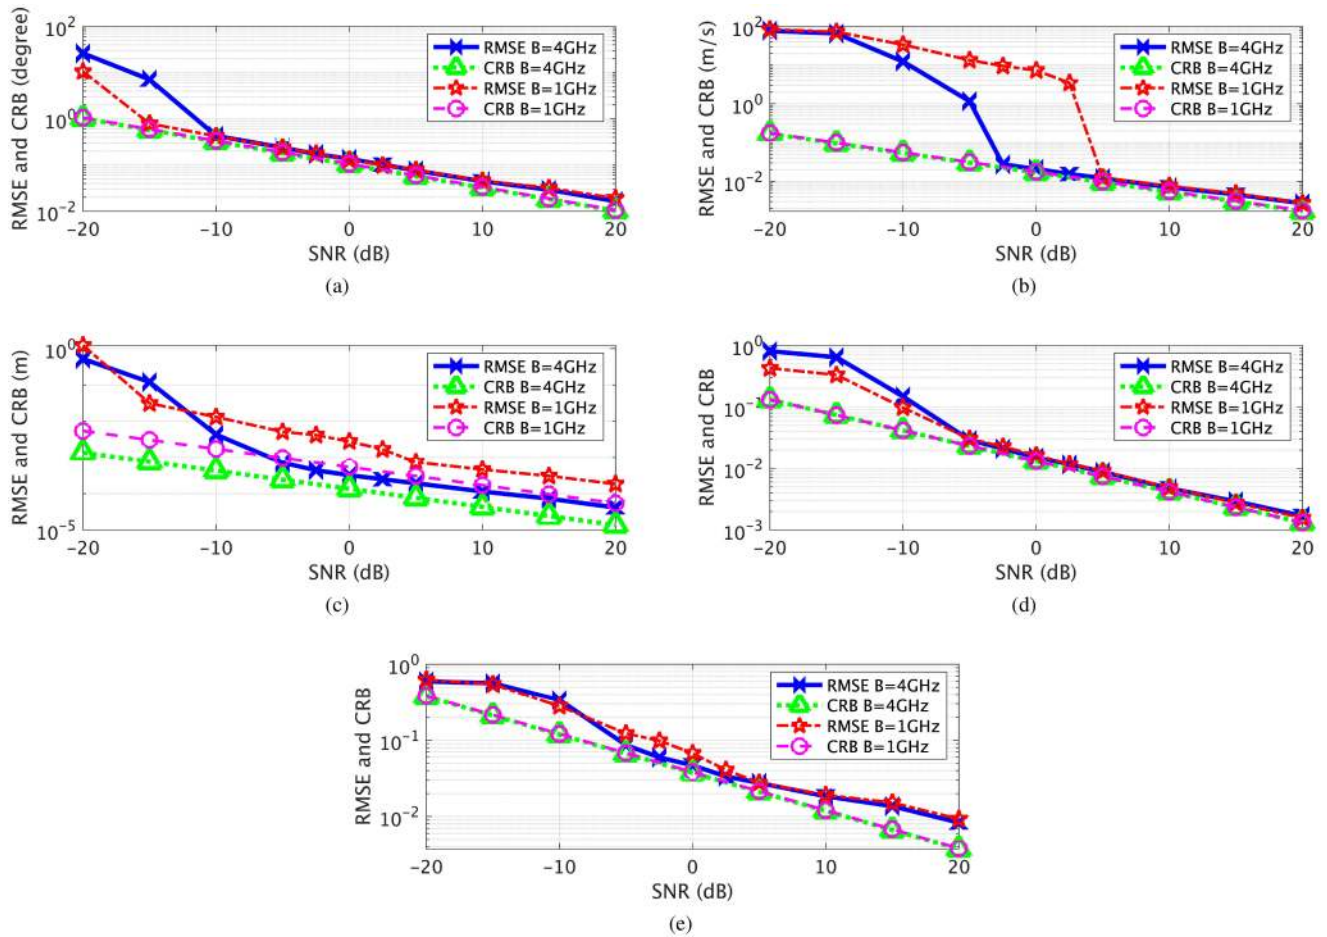 RMSE and CRB (degree)
10^2
10^0
10^-2
RMSE B=4GHz
CRB B=4GHz
RMSE B=1GHz
CRB B=1GHz
−20 −10 0 10 20
SNR (dB)
(a)
RMSE and CRB (m/s)
10^2
10^0
10^-2
RMSE B=4GHz
CRB B=4GHz
RMSE B=1GHz
CRB B=1GHz
−20 −10 0 10 20
SNR (dB)
(b)
RMSE and CRB (m)
10^0
10^-5
RMSE B=4GHz
CRB B=4GHz
RMSE B=1GHz
CRB B=1GHz
−20 −10 0 10 20
SNR (dB)
(c)
RMSE and CRB
10^0
10^-1
10^-2
10^-3
RMSE B=4GHz
CRB B=4GHz
RMSE B=1GHz
CRB B=1GHz
−20 −10 0 10 20
SNR (dB)
(d)
RMSE and CRB
10^0
10^-1
10^-2
RMSE B=4GHz
CRB B=4GHz
RMSE B=1GHz
CRB B=1GHz
−20 −10 0 10 20
SNR (dB)
(e)